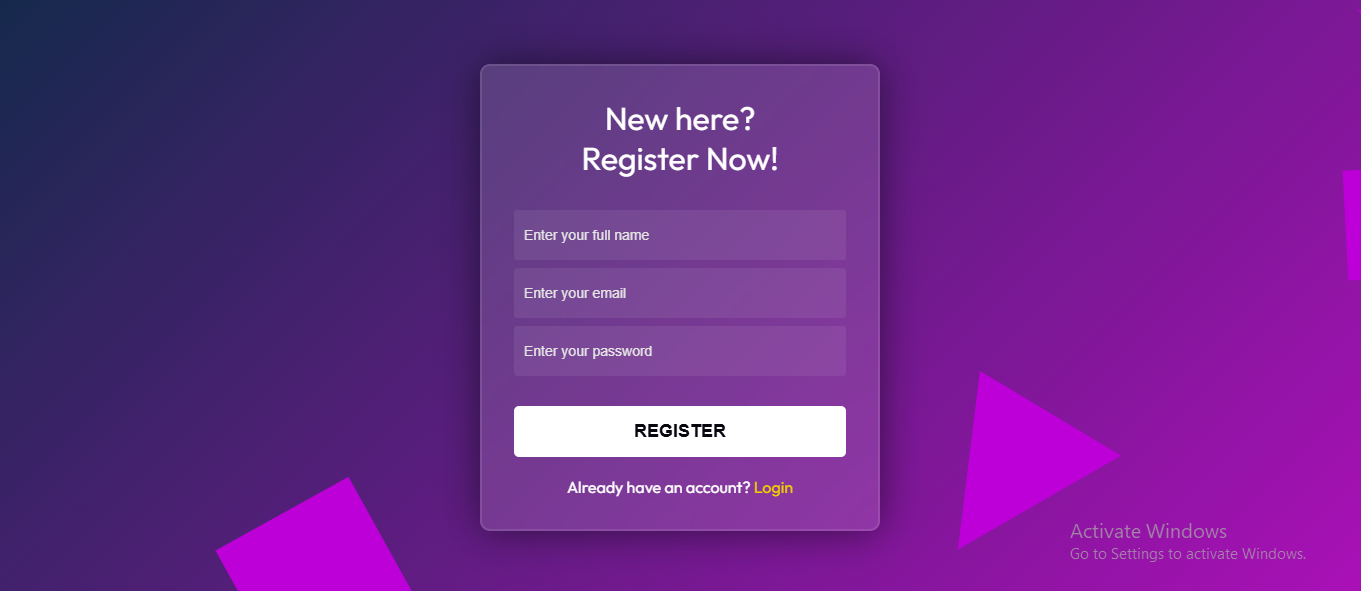 New here?
Register Now!
Enter your full name
Enter your email
Enter your password
REGISTER
Already have an account? Login
Activate Windows
Go to Settings to activate Windows.